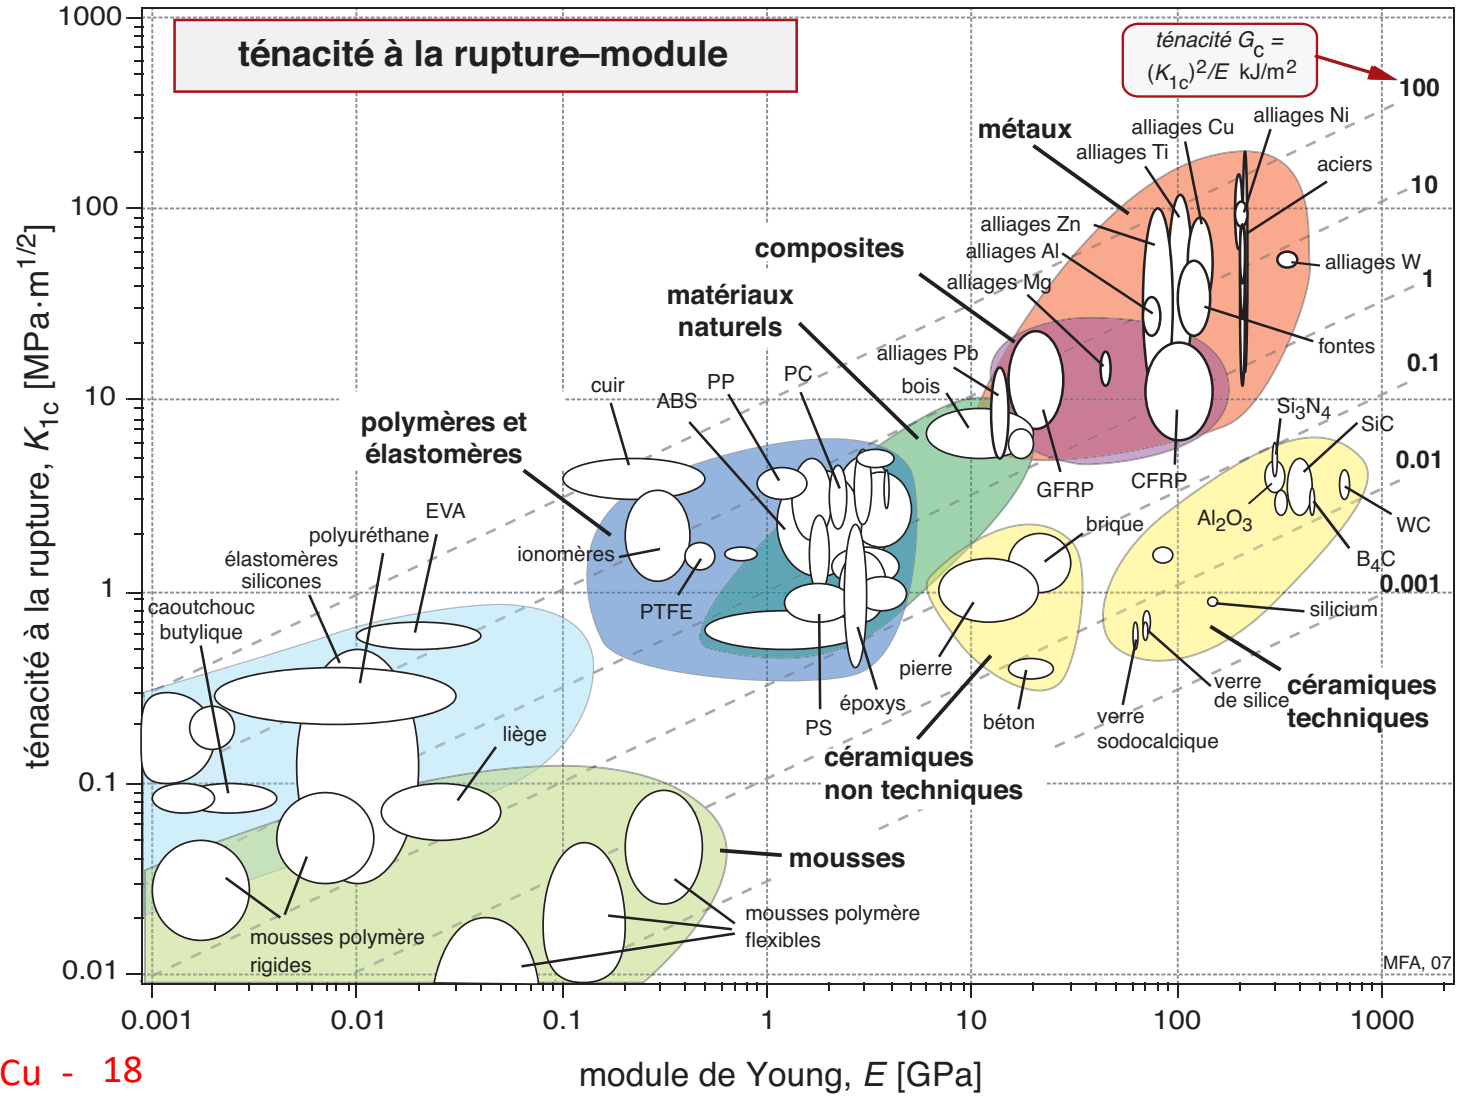 1000
ténacité à la rupture–module
ténacité Gc =
(K1c)2/E kJ/m2
100
alliages Ni
métaux
alliages Cu
alliages Ti
aciers
10
100
alliages Zn
composites
alliages Al
alliages W
alliages Mg
1
matériaux
naturels
fontes
alliages Pb
0.1
PC
bois
PP
cuir
ABS
10
Si3N4
SiC
polymères et
élastomères
0.01
CFRP
GFRP
Al2O3
WC
EVA
brique
polyuréthane
ionomères
élastomères
silicones
B4C
0.001
1
PTFE
caoutchouc
butylique
silicium
pierre
verre
de silice
céramiques
techniques
époxys
PS
béton
verre
sodocalcique
liège
céramiques
non techniques
0.1
mousses
mousses polymère
flexibles
mousses polymère
rigides
MFA, 07
0.01
ténacité à la rupture, K1c [MPa·m1/2]
0.001
0.01
0.1
1
10
100
1000
Cu - 18
module de Young, E [GPa]